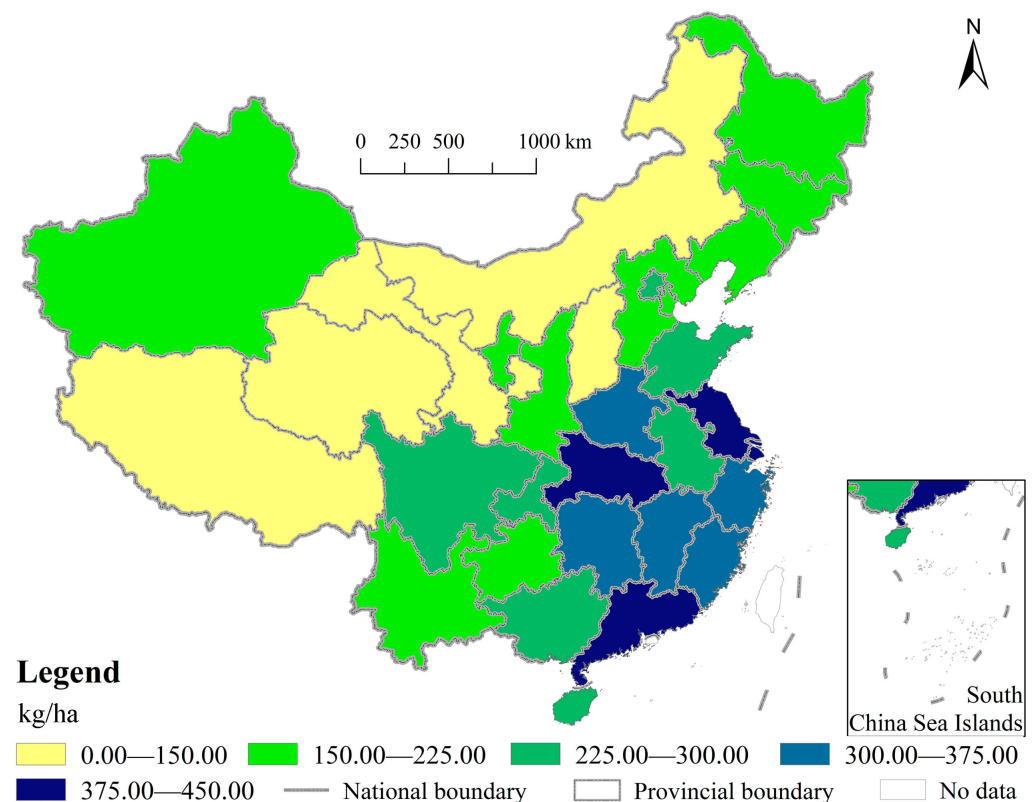 N
0 250 500 1000 km
Legend
kg/ha
South
China Sea Islands
0.00—150.00 150.00—225.00 225.00—300.00 300.00—375.00
375.00—450.00 National boundary Provincial boundary No data